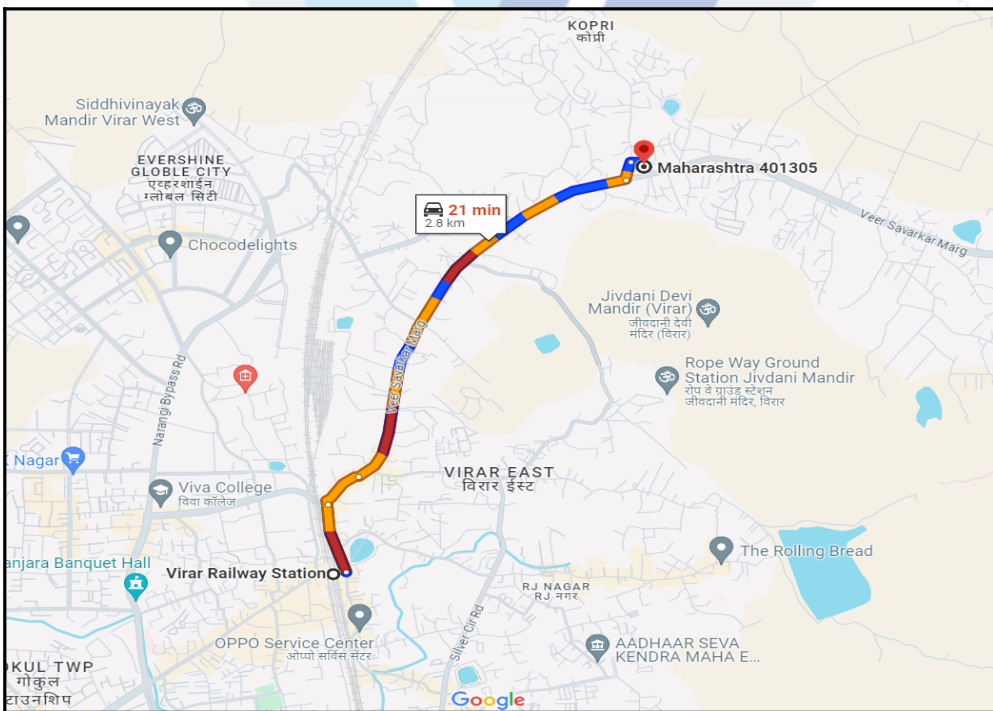 KOPRI
कोप्री
Siddhivinayak
Mandir Virar West
EVERSHINE
GLOBLE CITY
एव्हरशाईन
ग्लोबल सिटी
Maharashtra 401305
21 min
2.8 km
Veer Savarkar Marg
Chocodelights
Jivdani Devi
Mandir (Virar)
जीवदानी देवी
मंदिर (विरार)
Veer Savarkar Marg
Narangi Bypass Rd
Rope Way Ground
Station Jivdani Mandir
रोप वे ग्राउंड स्टेशन
जीवदानी मंदिर, विरार
K Nagar
VIRAR EAST
विरार ईस्ट
Viva College
विवा कॉलेज
The Rolling Bread
anjara Banquet Hall
Virar Railway Station
RJ NAGAR
RJ नगर
Silver Cir Rd
OPPO Service Center
ओप्पो सर्विस सेंटर
AADHAAR SEVA
KENDRA MAHA E...
OKUL TWP
गोकुल
टाउनशिप
Google